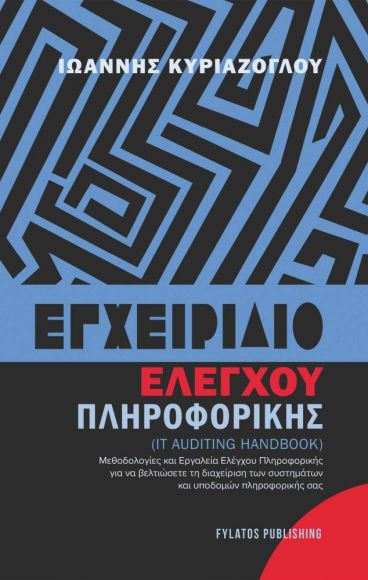 ΙΩΑΝΝΗΣ ΚΥΡΙΑΖΟΓΛΟΥ
ΕΓΧΕΙΡΙΔΙΟ
ΕΛΕΓΧΟΥ
ΠΛΗΡΟΦΟΡΙΚΗΣ
(IT AUDITING HANDBOOK)
Μεθοδολογίες και Εργαλεία Ελέγχου Πληροφορικής
για να βελτιώσετε τη διαχείριση των συστημάτων
και υποδομών πληροφορικής σας
FYLATOS PUBLISHING